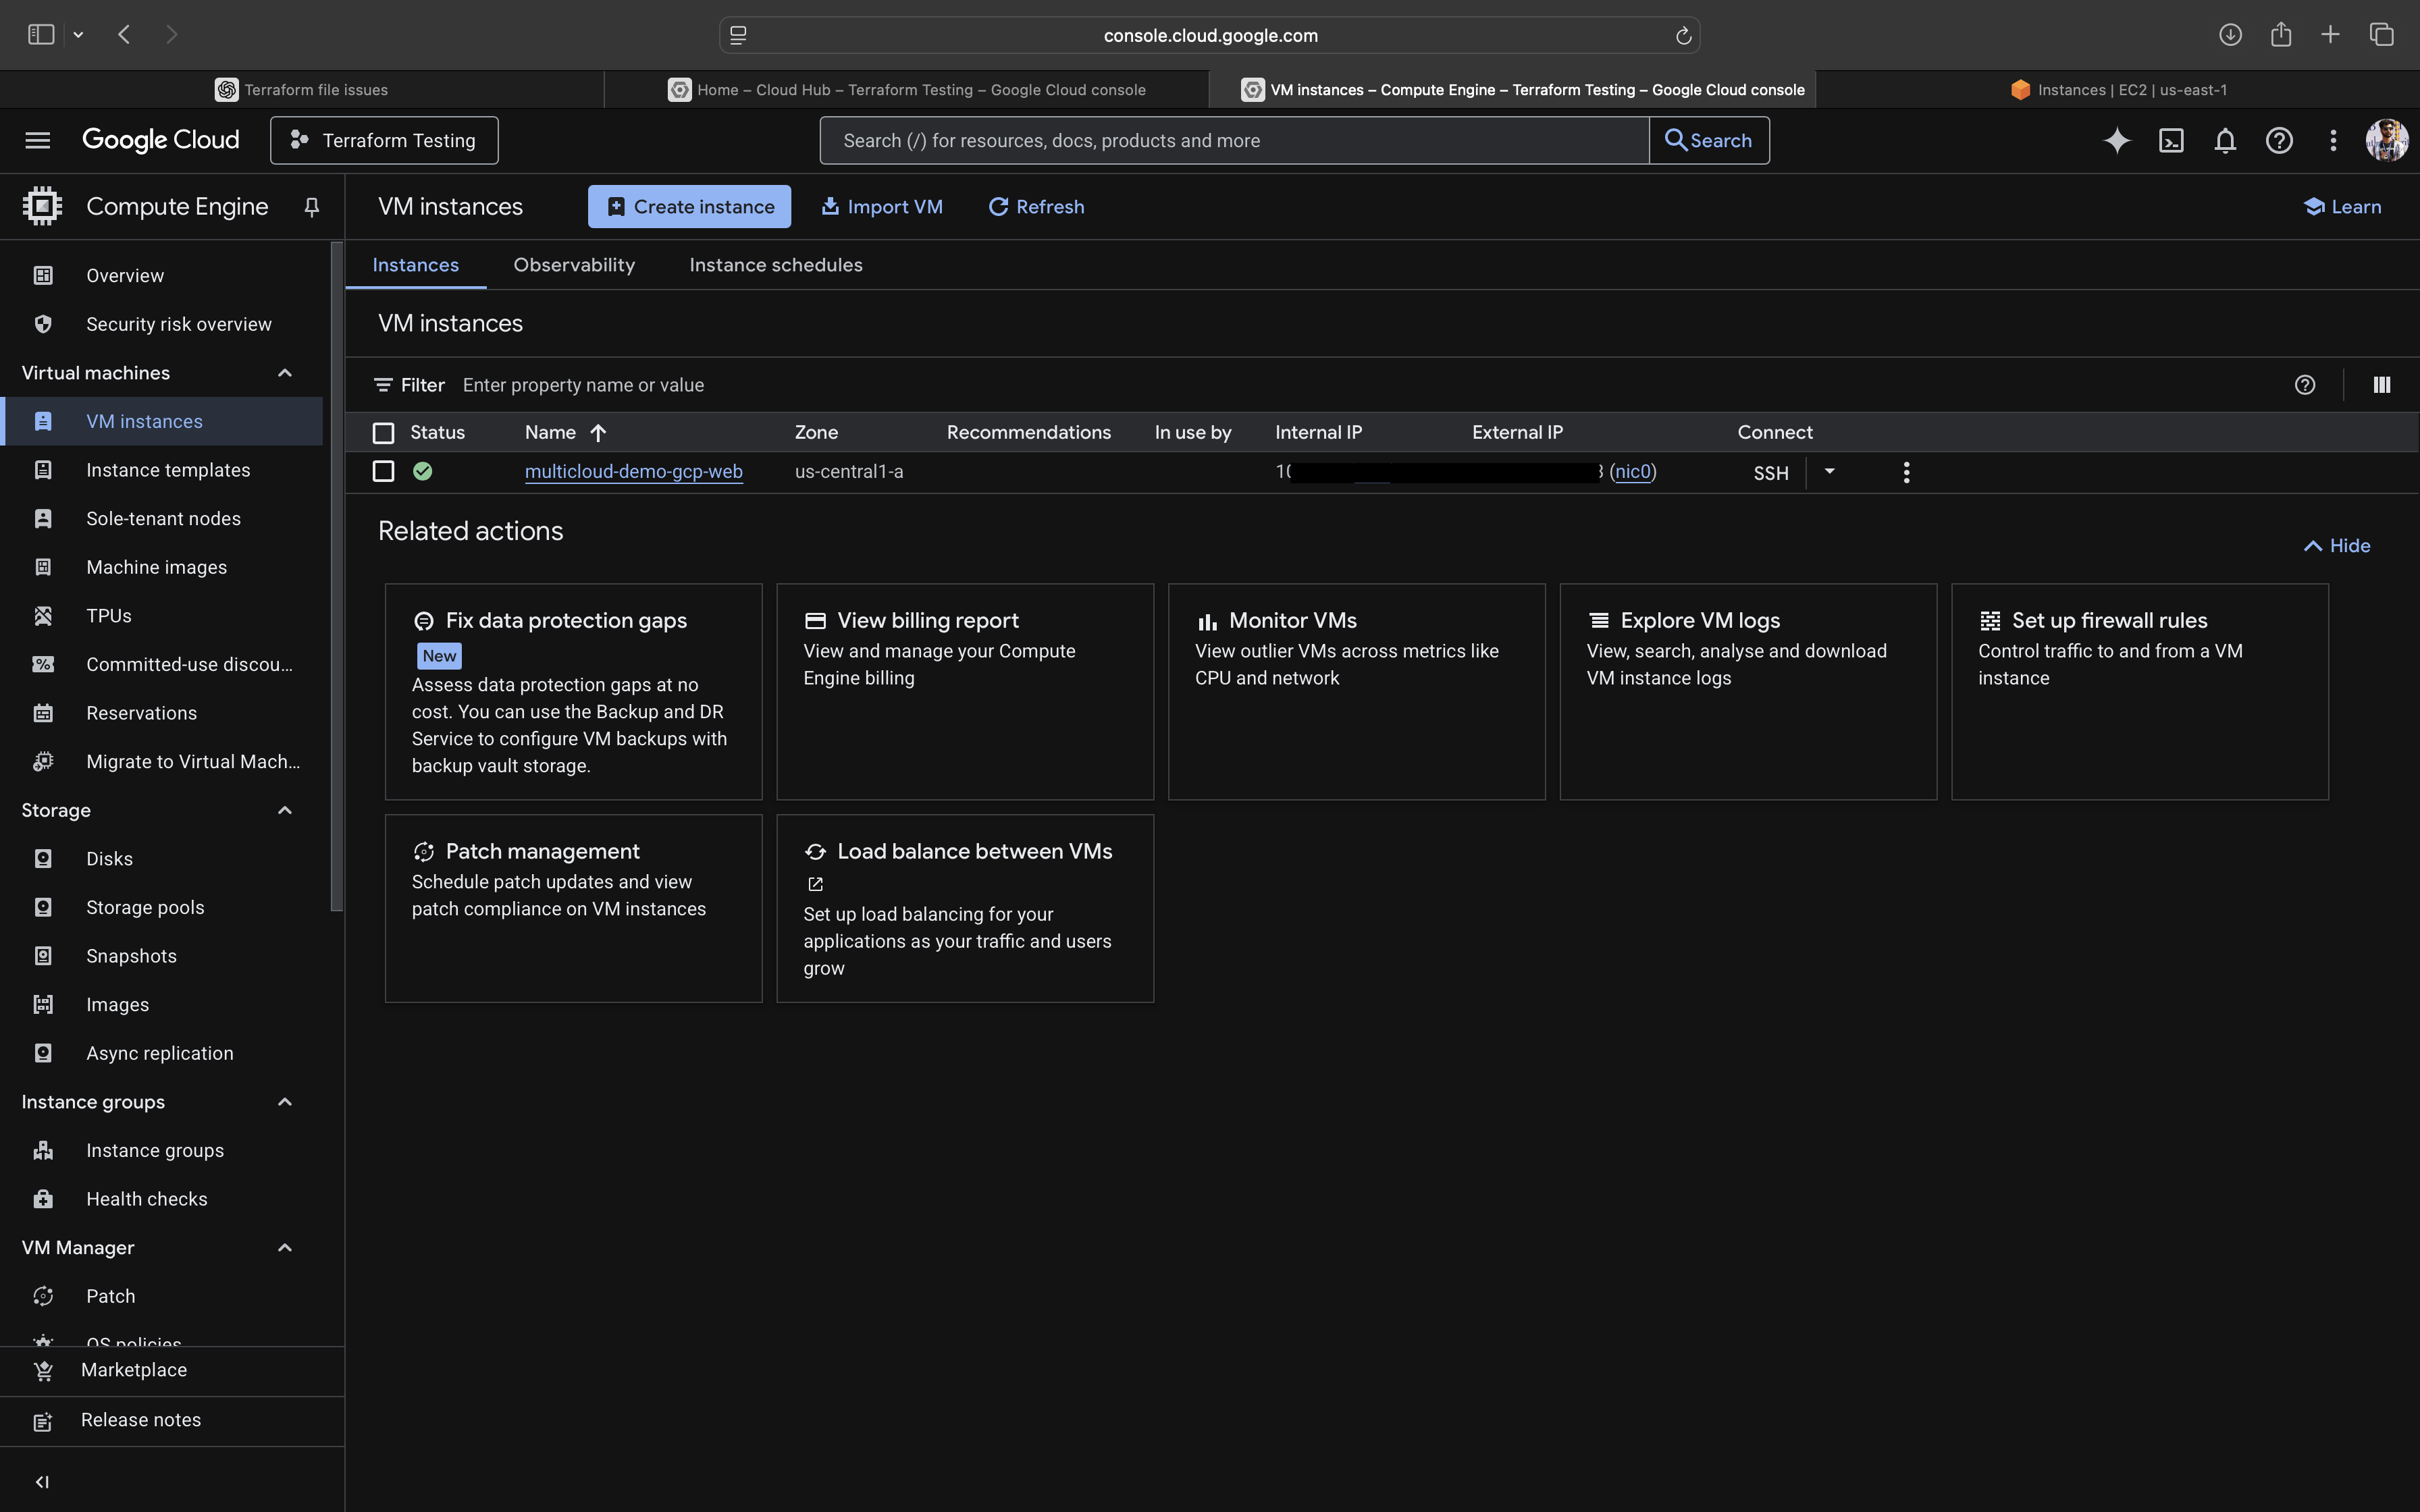 console.cloud.google.com
Terraform file issues
Home – Cloud Hub – Terraform Testing – Google Cloud console
VM instances – Compute Engine – Terraform Testing – Google Cloud console
Instances | EC2 | us-east-1
Google Cloud
Terraform Testing
Search (/) for resources, docs, products and more
Search
Compute Engine
VM instances
Create instance
Import VM
Refresh
Learn
Overview
Security risk overview
Virtual machines
VM instances
Instance templates
Sole-tenant nodes
Machine images
TPUs
Committed-use discou...
Reservations
Migrate to Virtual Mach...
Storage
Disks
Storage pools
Snapshots
Images
Async replication
Instance groups
Instance groups
Health checks
VM Manager
Patch
OS policies
Marketplace
Release notes
Instances
Observability
Instance schedules
VM instances
Filter
Enter property name or value
Status
Name
Zone
Recommendations
In use by
Internal IP
External IP
Connect
multicloud-demo-gcp-web
us-central1-a
(nic0)
SSH
Related actions
Hide
Fix data protection gaps
New
Assess data protection gaps at no
cost. You can use the Backup and DR
Service to configure VM backups with
backup vault storage.
View billing report
View and manage your Compute
Engine billing
Monitor VMs
View outlier VMs across metrics like
CPU and network
Explore VM logs
View, search, analyse and download
VM instance logs
Set up firewall rules
Control traffic to and from a VM
instance
Patch management
Schedule patch updates and view
patch compliance on VM instances
Load balance between VMs
Set up load balancing for your
applications as your traffic and users
grow